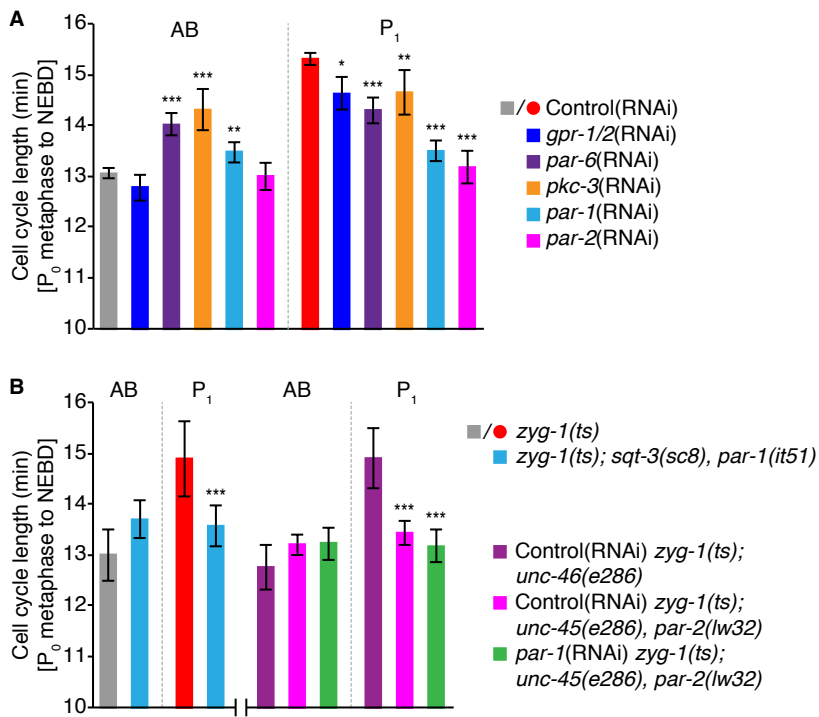 A
AB
P1
Cell cycle length (min)
[P0 metaphase to NEBD]
16
15
14
13
12
11
10
***
***
**
*
***
**
***
***
/ Control(RNAi)
gpr-1/2(RNAi)
par-6(RNAi)
pkc-3(RNAi)
par-1(RNAi)
par-2(RNAi)
B
AB
P1
AB
P1
Cell cycle length (min)
[P0 metaphase to NEBD]
16
15
14
13
12
11
10
***
***
***
/ zyg-1(ts)
zyg-1(ts); sqt-3(sc8), par-1(it51)
Control(RNAi) zyg-1(ts);
unc-46(e286)
Control(RNAi) zyg-1(ts);
unc-45(e286), par-2(lw32)
par-1(RNAi) zyg-1(ts);
unc-45(e286), par-2(lw32)